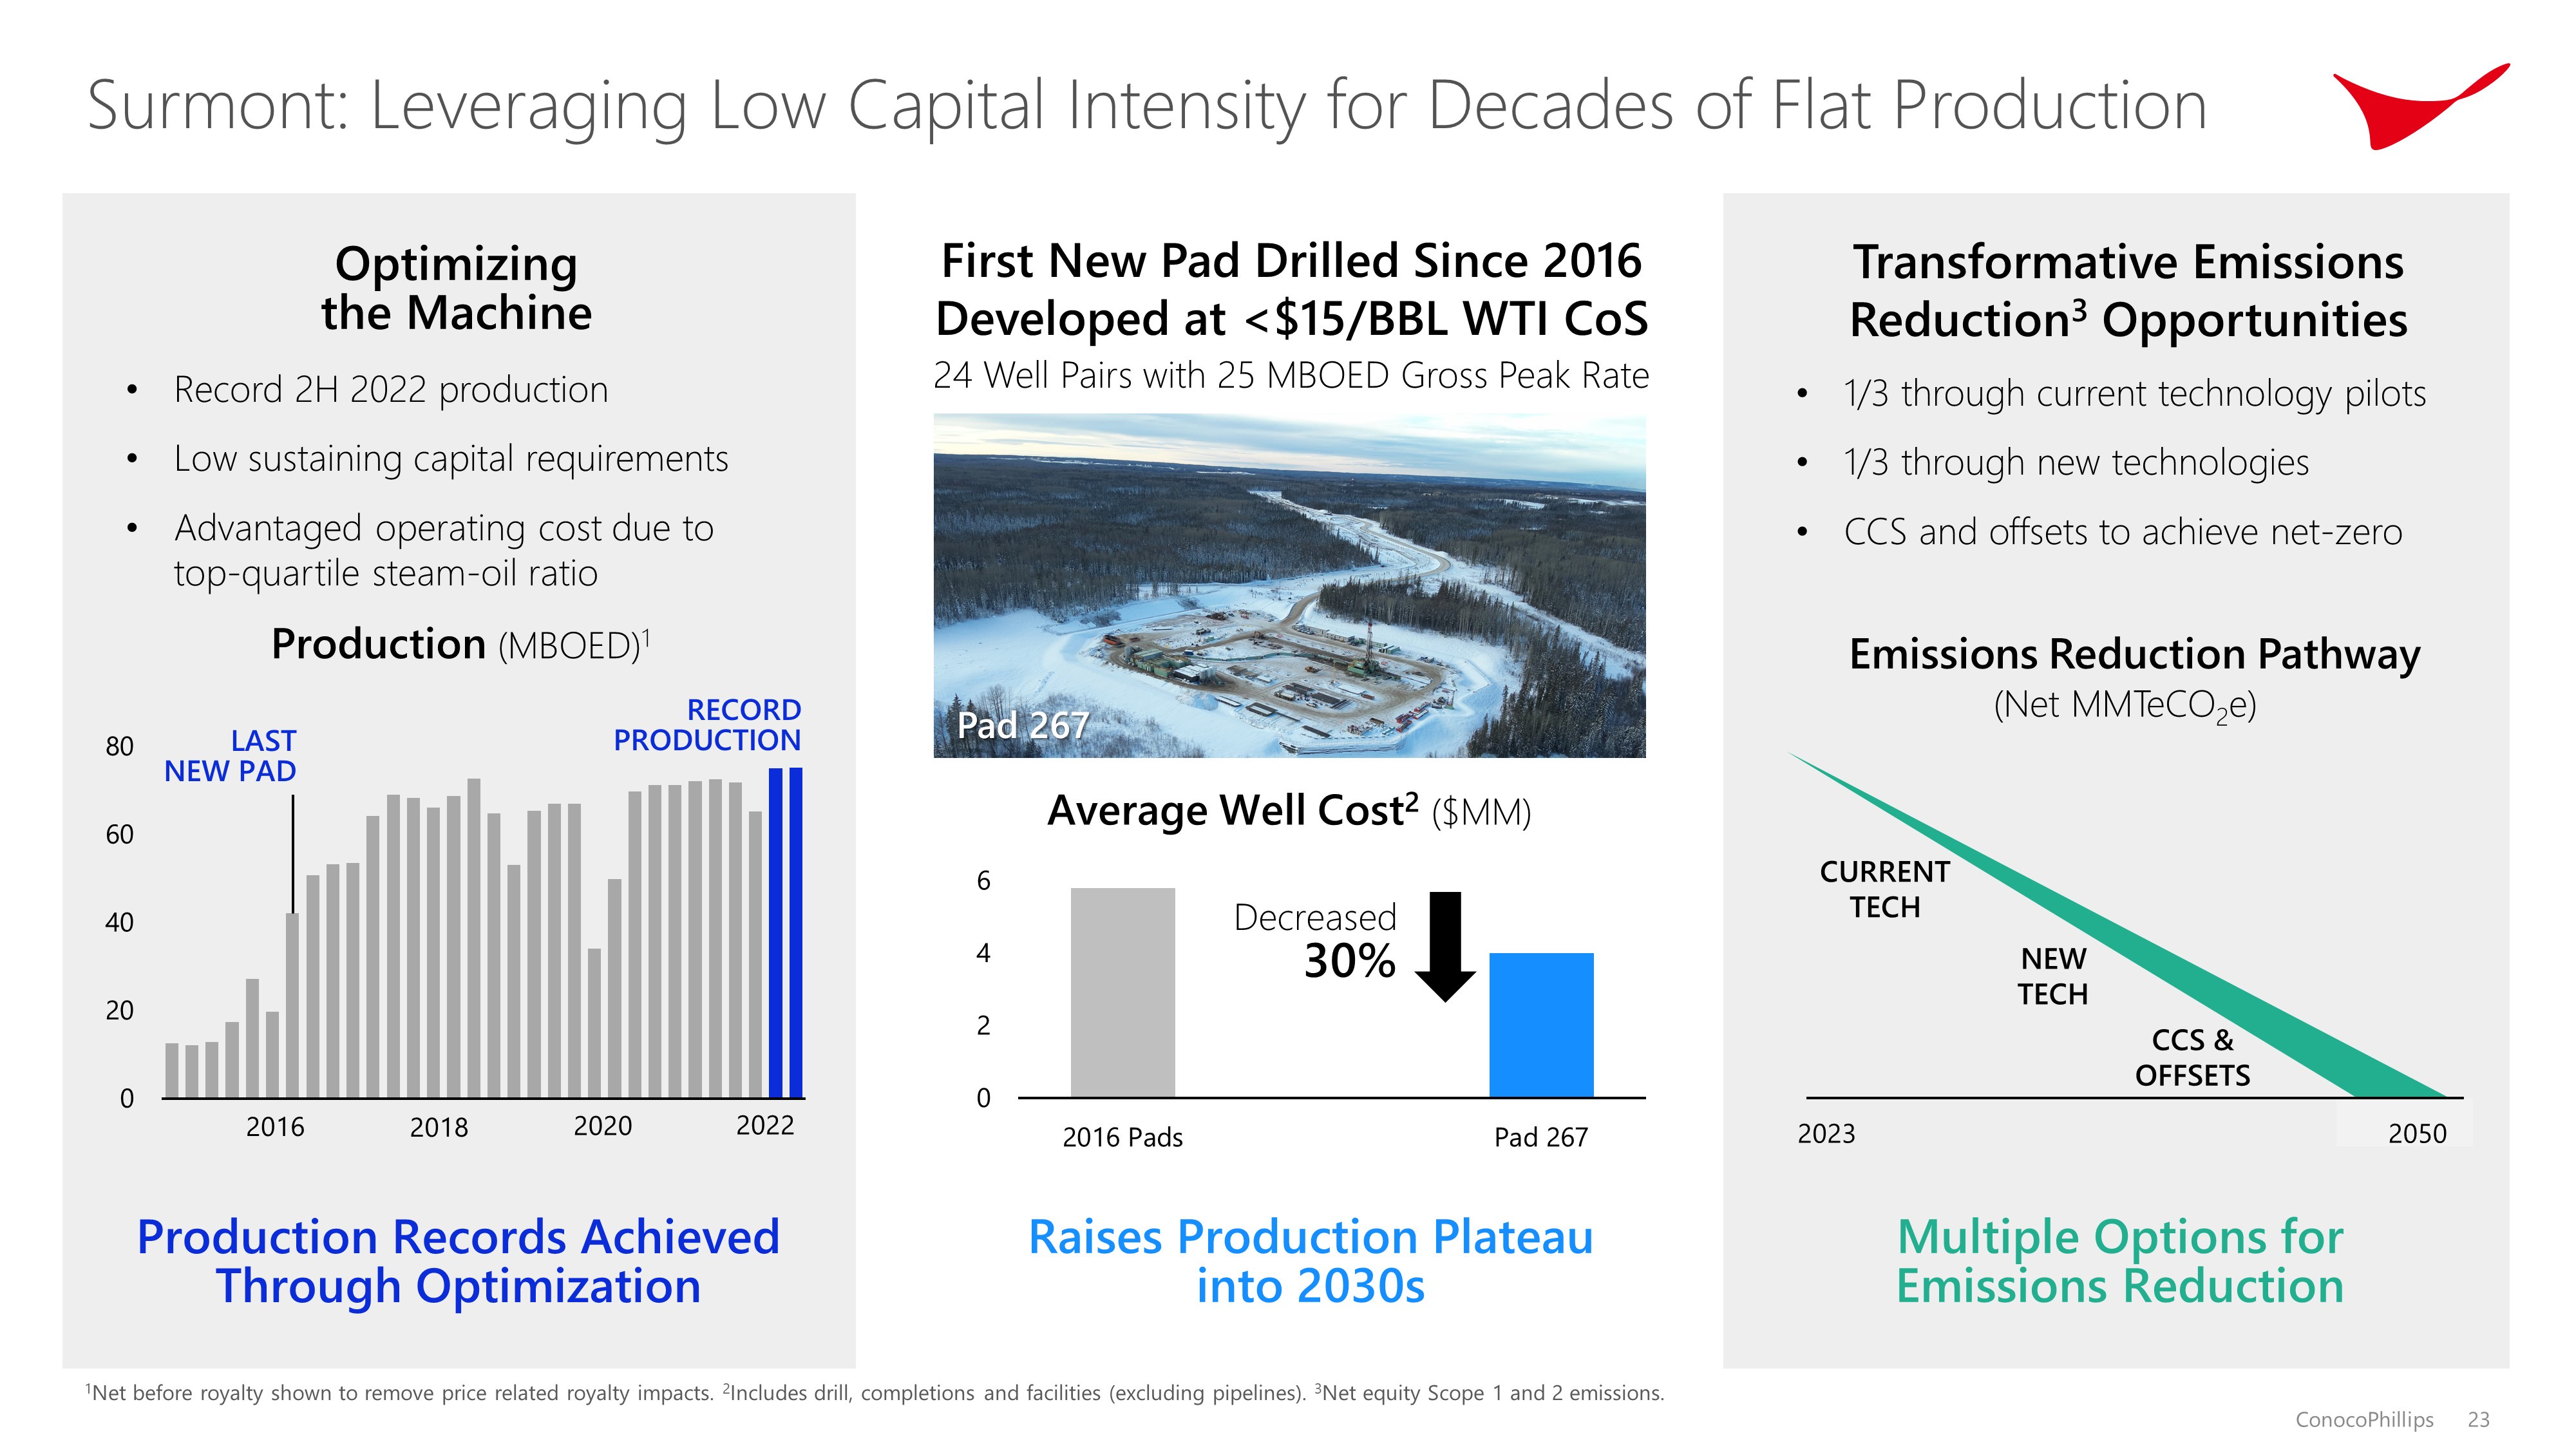 Surmont: Leveraging Low Capital Intensity for Decades of Flat Production
Optimizing
the Machine
• Record 2H 2022 production
• Low sustaining capital requirements
• Advantaged operating cost due to
top-quartile steam-oil ratio
Production (MBOED)¹
RECORD
PRODUCTION
LAST
NEW PAD
80
60
40
20
0
2016 2018 2020 2022
Production Records Achieved
Through Optimization
First New Pad Drilled Since 2016
Developed at <$15/BBL WTI CoS
24 Well Pairs with 25 MBOED Gross Peak Rate
Pad 267
Average Well Cost² ($MM)
6
4
2
0
Decreased
30%
2016 Pads Pad 267
Raises Production Plateau
into 2030s
Transformative Emissions
Reduction³ Opportunities
• 1/3 through current technology pilots
• 1/3 through new technologies
• CCS and offsets to achieve net-zero
Emissions Reduction Pathway
(Net MMTeCO₂e)
CURRENT
TECH
NEW
TECH
CCS &
OFFSETS
2023 2050
Multiple Options for
Emissions Reduction
¹Net before royalty shown to remove price related royalty impacts. ²Includes drill, completions and facilities (excluding pipelines). ³Net equity Scope 1 and 2 emissions.
ConocoPhillips 23